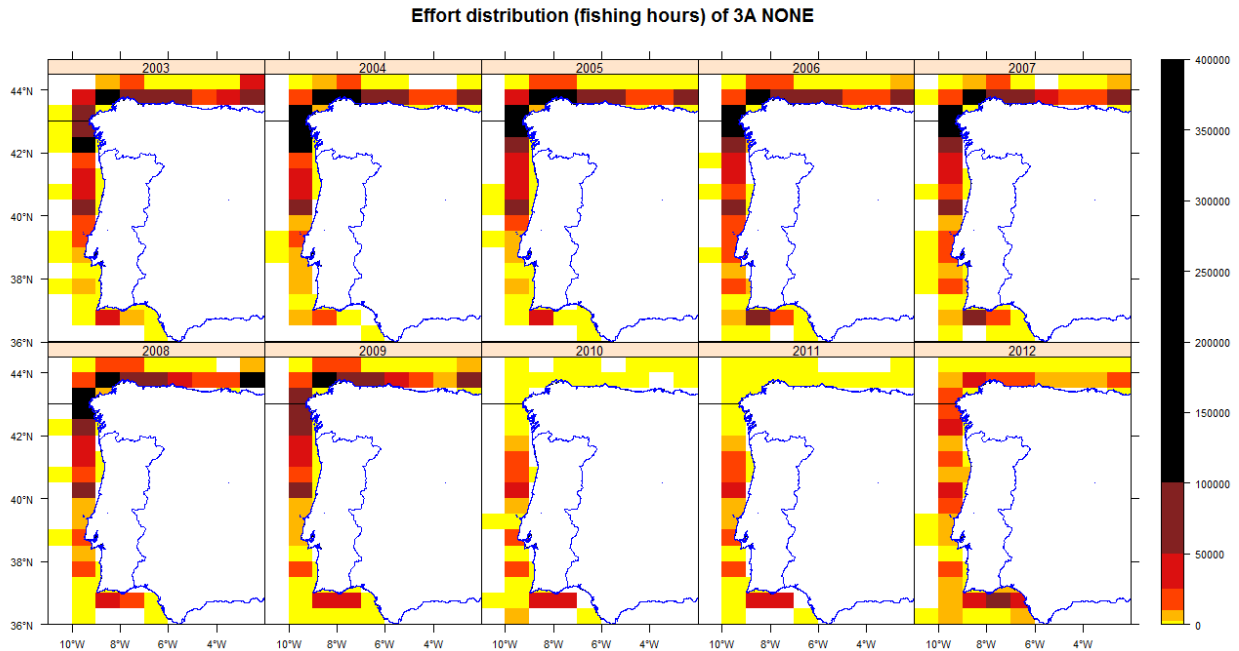 Effort distribution (fishing hours) of 3A NONE
2003 2004 2005 2006 2007
44°N
42°N
40°N
38°N
36°N
2008 2009 2010 2011 2012
44°N
42°N
40°N
38°N
36°N
10°W 8°W 6°W 4°W 10°W 8°W 6°W 4°W 10°W 8°W 6°W 4°W 10°W 8°W 6°W 4°W 10°W 8°W 6°W 4°W
400000
350000
300000
250000
200000
150000
100000
50000
0